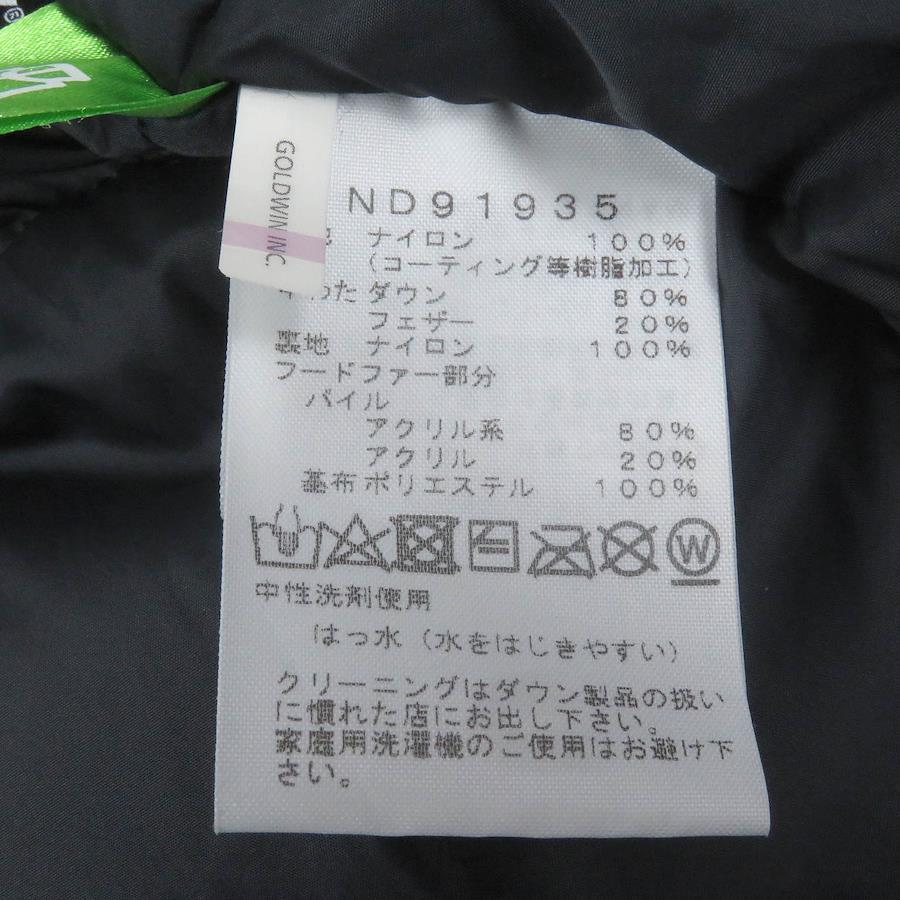 GOLDWIN INC.
ND91935
地 ナイロン 100%
(コーティング等樹脂加工)
中わた ダウン 80%
フェザー 20%
裏地 ナイロン 100%
フードファー部分
パイル
アクリル系 80%
アクリル 20%
基布 ポリエステル 100%
W
中性洗剤使用
はっ水(水をはじきやすい)
クリーニングはダウン製品の扱い
に慣れた店にお出し下さい。
家庭用洗濯機のご使用はお避け下
さい。